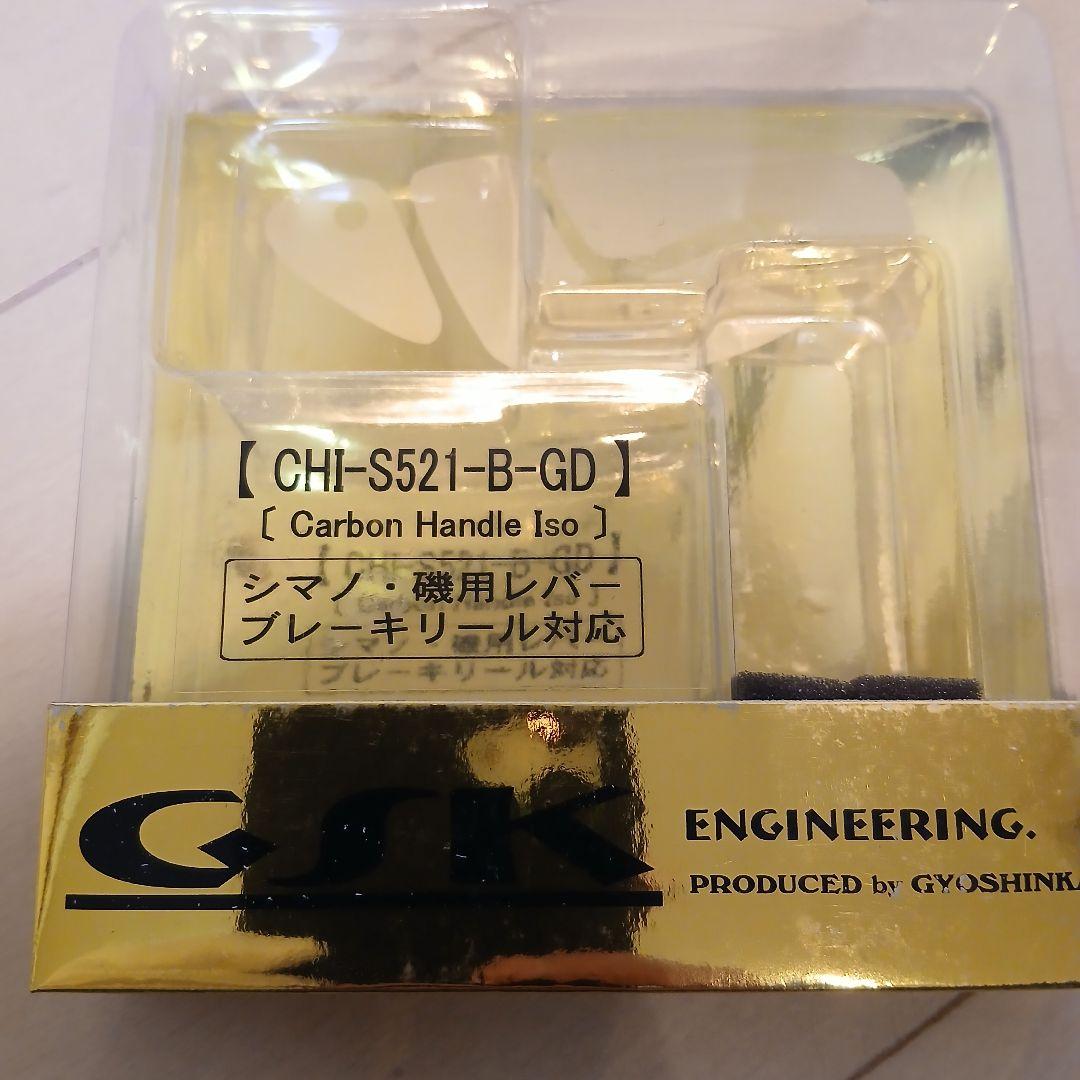 【 CHI-S521-B-GD 】
〔 Carbon Handle Iso 〕
シマノ・磯用レバー
ブレーキリール対応
GSK ENGINEERING.
PRODUCED by GYOSHINKA